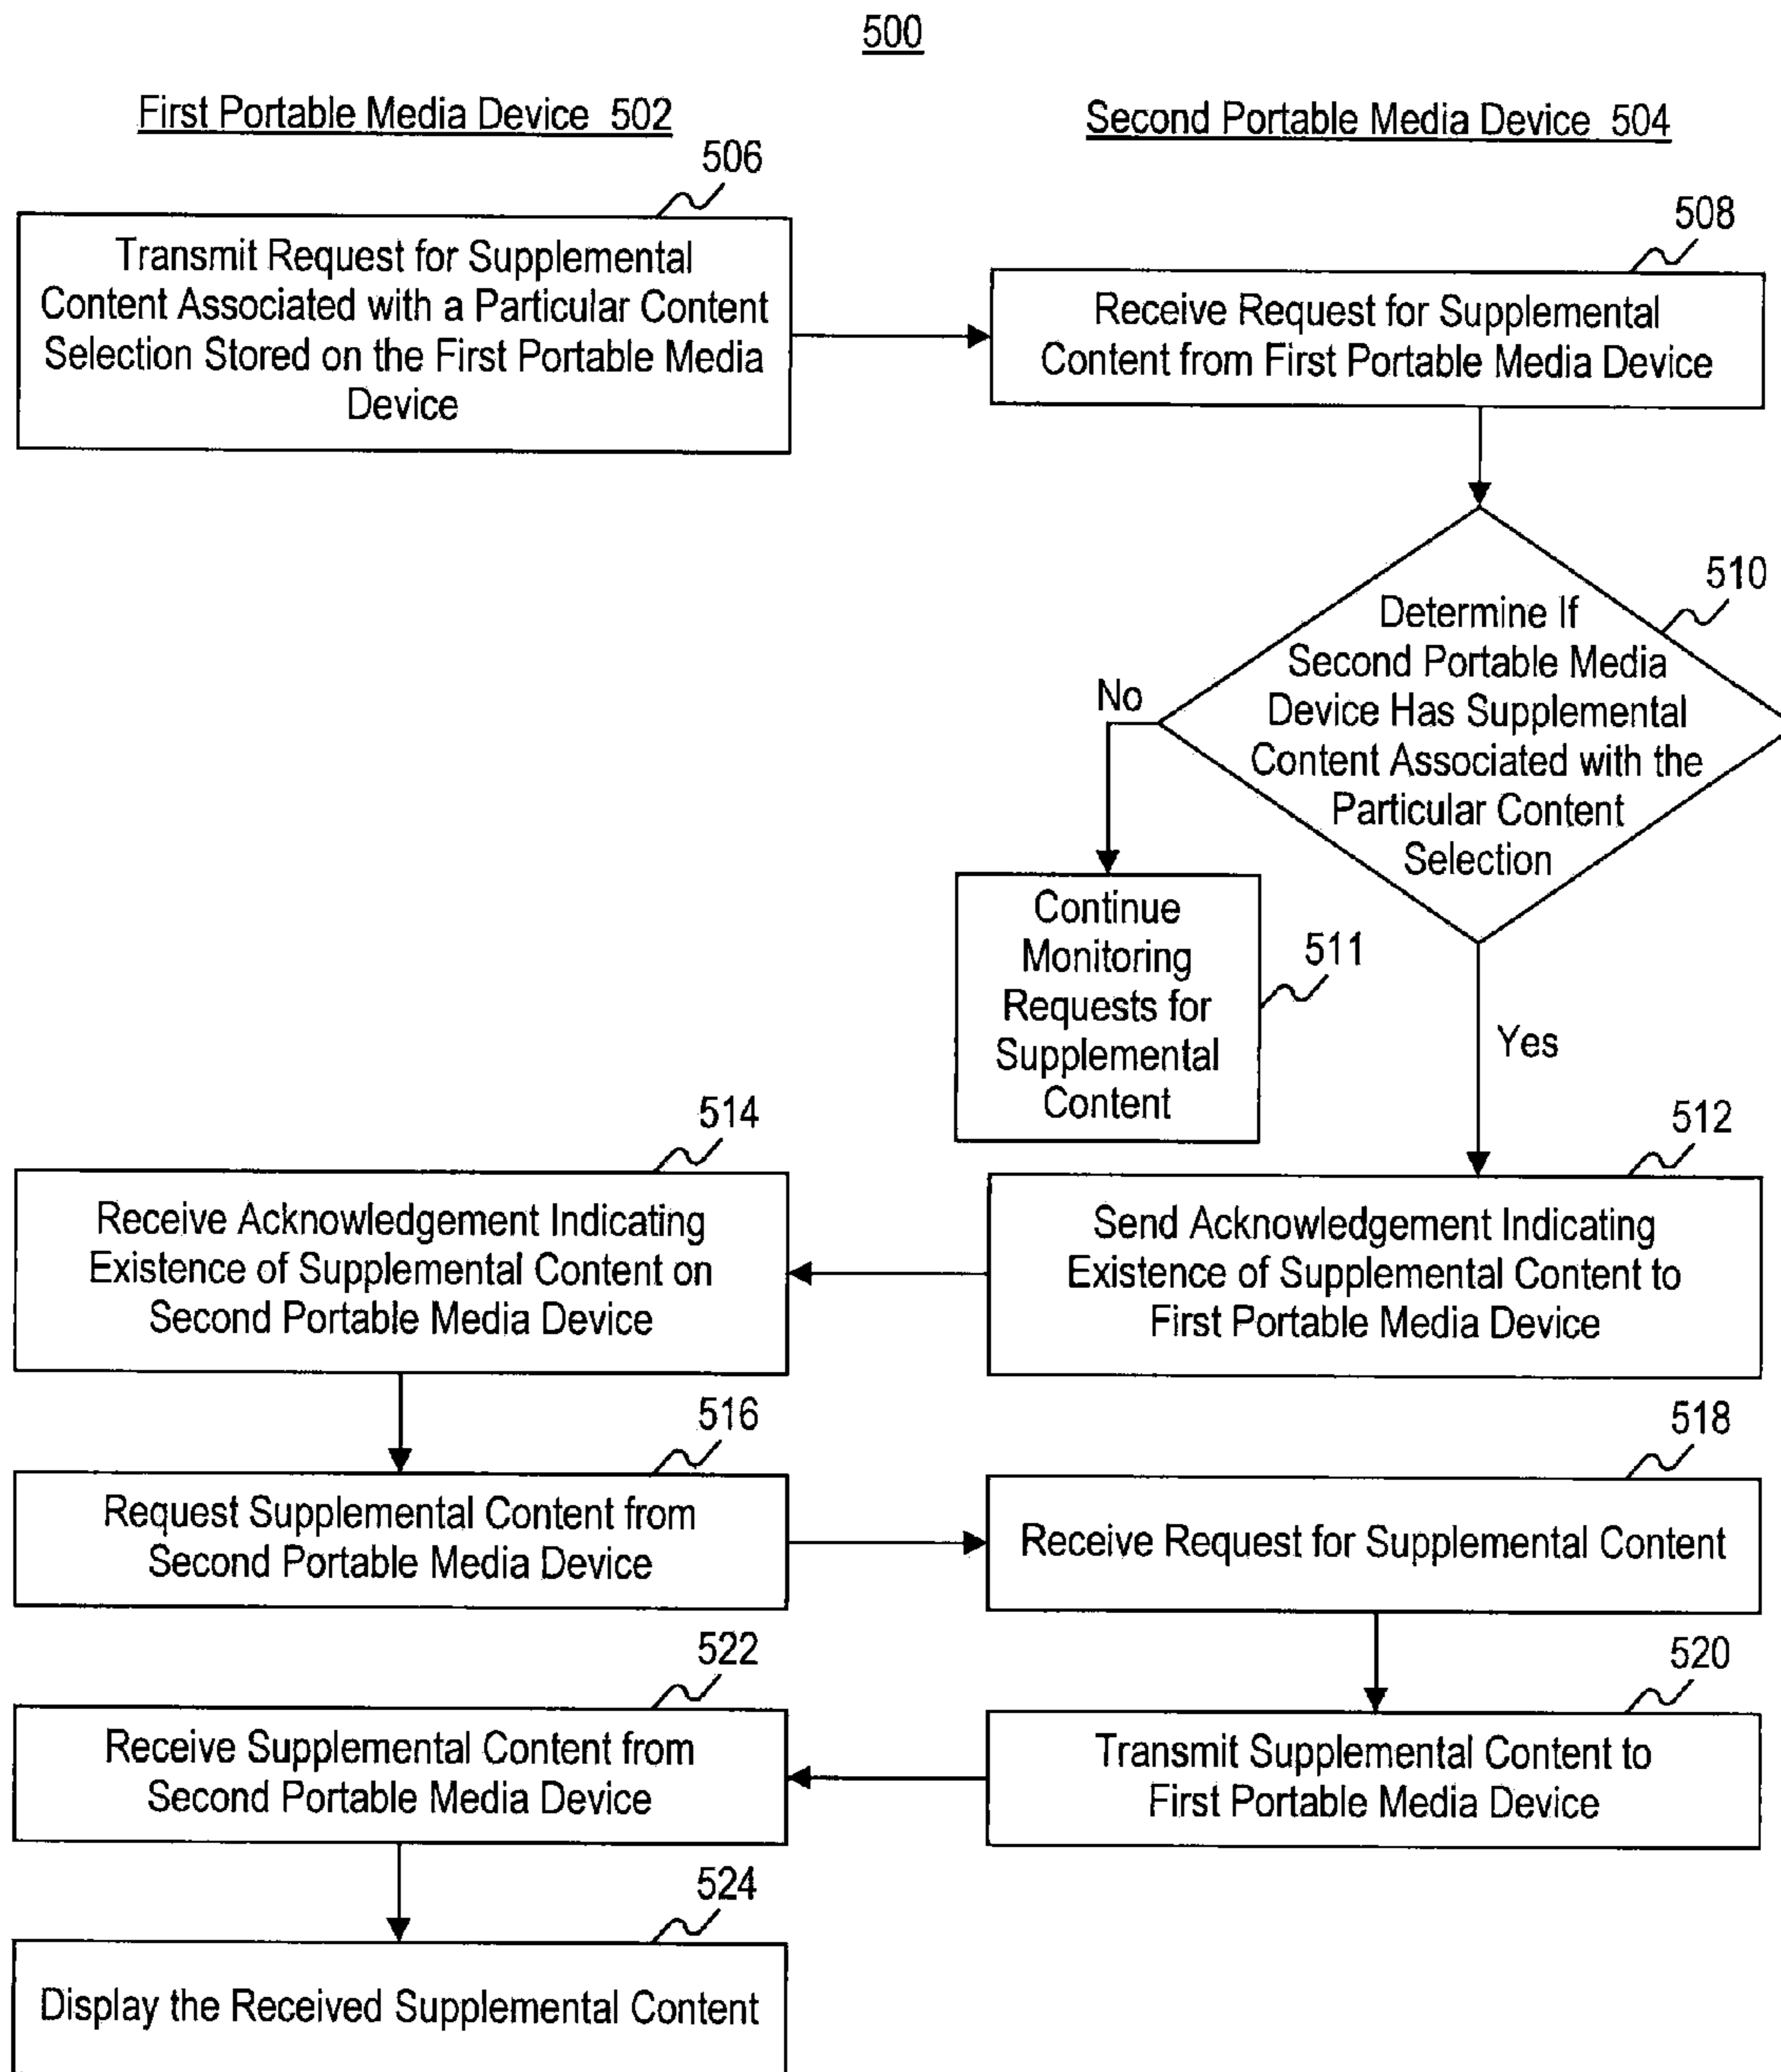 500
First Portable Media Device 502
Second Portable Media Device 504
506
Transmit Request for Supplemental
Content Associated with a Particular Content
Selection Stored on the First Portable Media
Device
508
Receive Request for Supplemental
Content from First Portable Media Device
510
Determine If
Second Portable Media
Device Has Supplemental
Content Associated with the
Particular Content
Selection
No
Yes
511
Continue
Monitoring
Requests for
Supplemental
Content
512
Send Acknowledgement Indicating
Existence of Supplemental Content to
First Portable Media Device
514
Receive Acknowledgement Indicating
Existence of Supplemental Content on
Second Portable Media Device
516
Request Supplemental Content from
Second Portable Media Device
518
Receive Request for Supplemental Content
520
Transmit Supplemental Content to
First Portable Media Device
522
Receive Supplemental Content from
Second Portable Media Device
524
Display the Received Supplemental Content